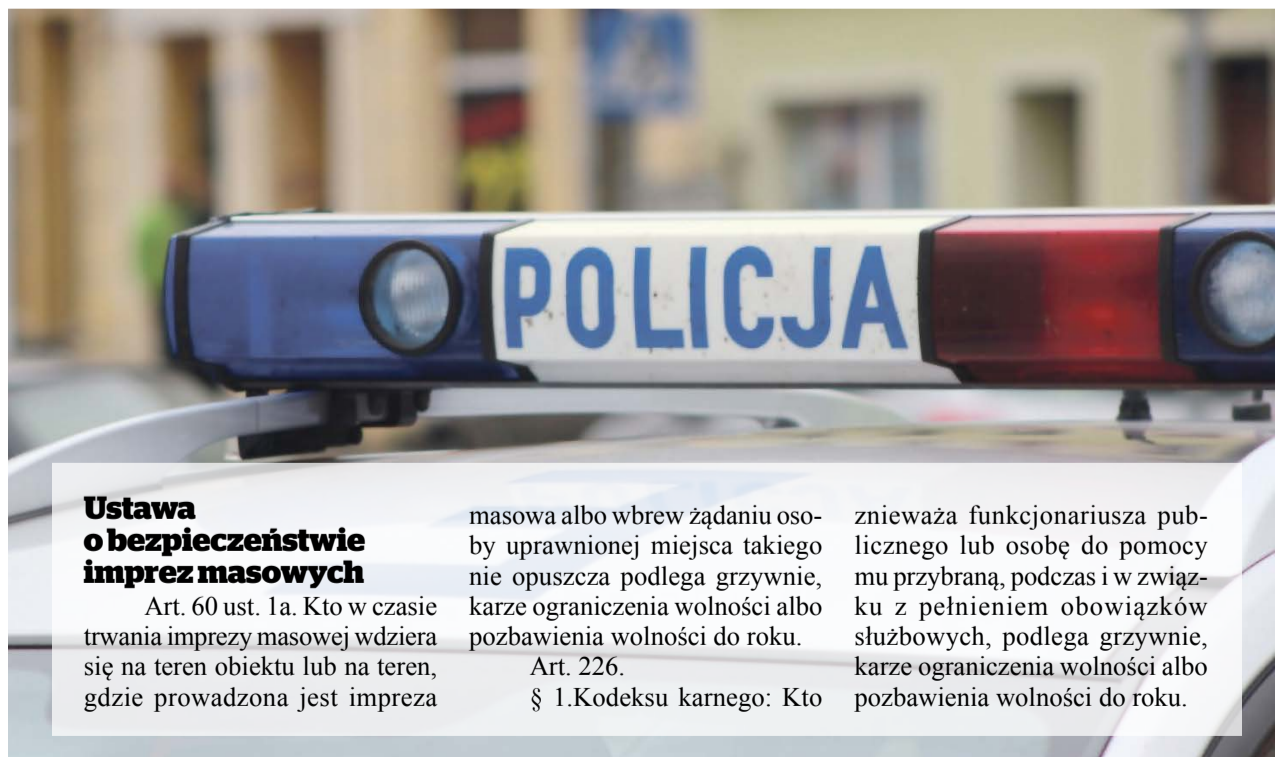 POLICJA
Ustawa
o bezpieczeństwie
imprez masowych
Art. 60 ust. 1a. Kto w czasie
trwania imprezy masowej wdziera
się na teren obiektu lub na teren,
gdzie prowadzona jest impreza
masowa albo wbrew żądaniu oso-
by uprawnionej miejsca takiego
nie opuszcza podlega grzywnie,
karze ograniczenia wolności albo
pozbawienia wolności do roku.
Art. 226.
§ 1.Kodeksu karnego: Kto
znieważa funkcjonariusza pub-
licznego lub osobę do pomocy
mu przybraną, podczas i w związ-
ku z pełnieniem obowiązków
służbowych, podlega grzywnie,
karze ograniczenia wolności albo
pozbawienia wolności do roku.